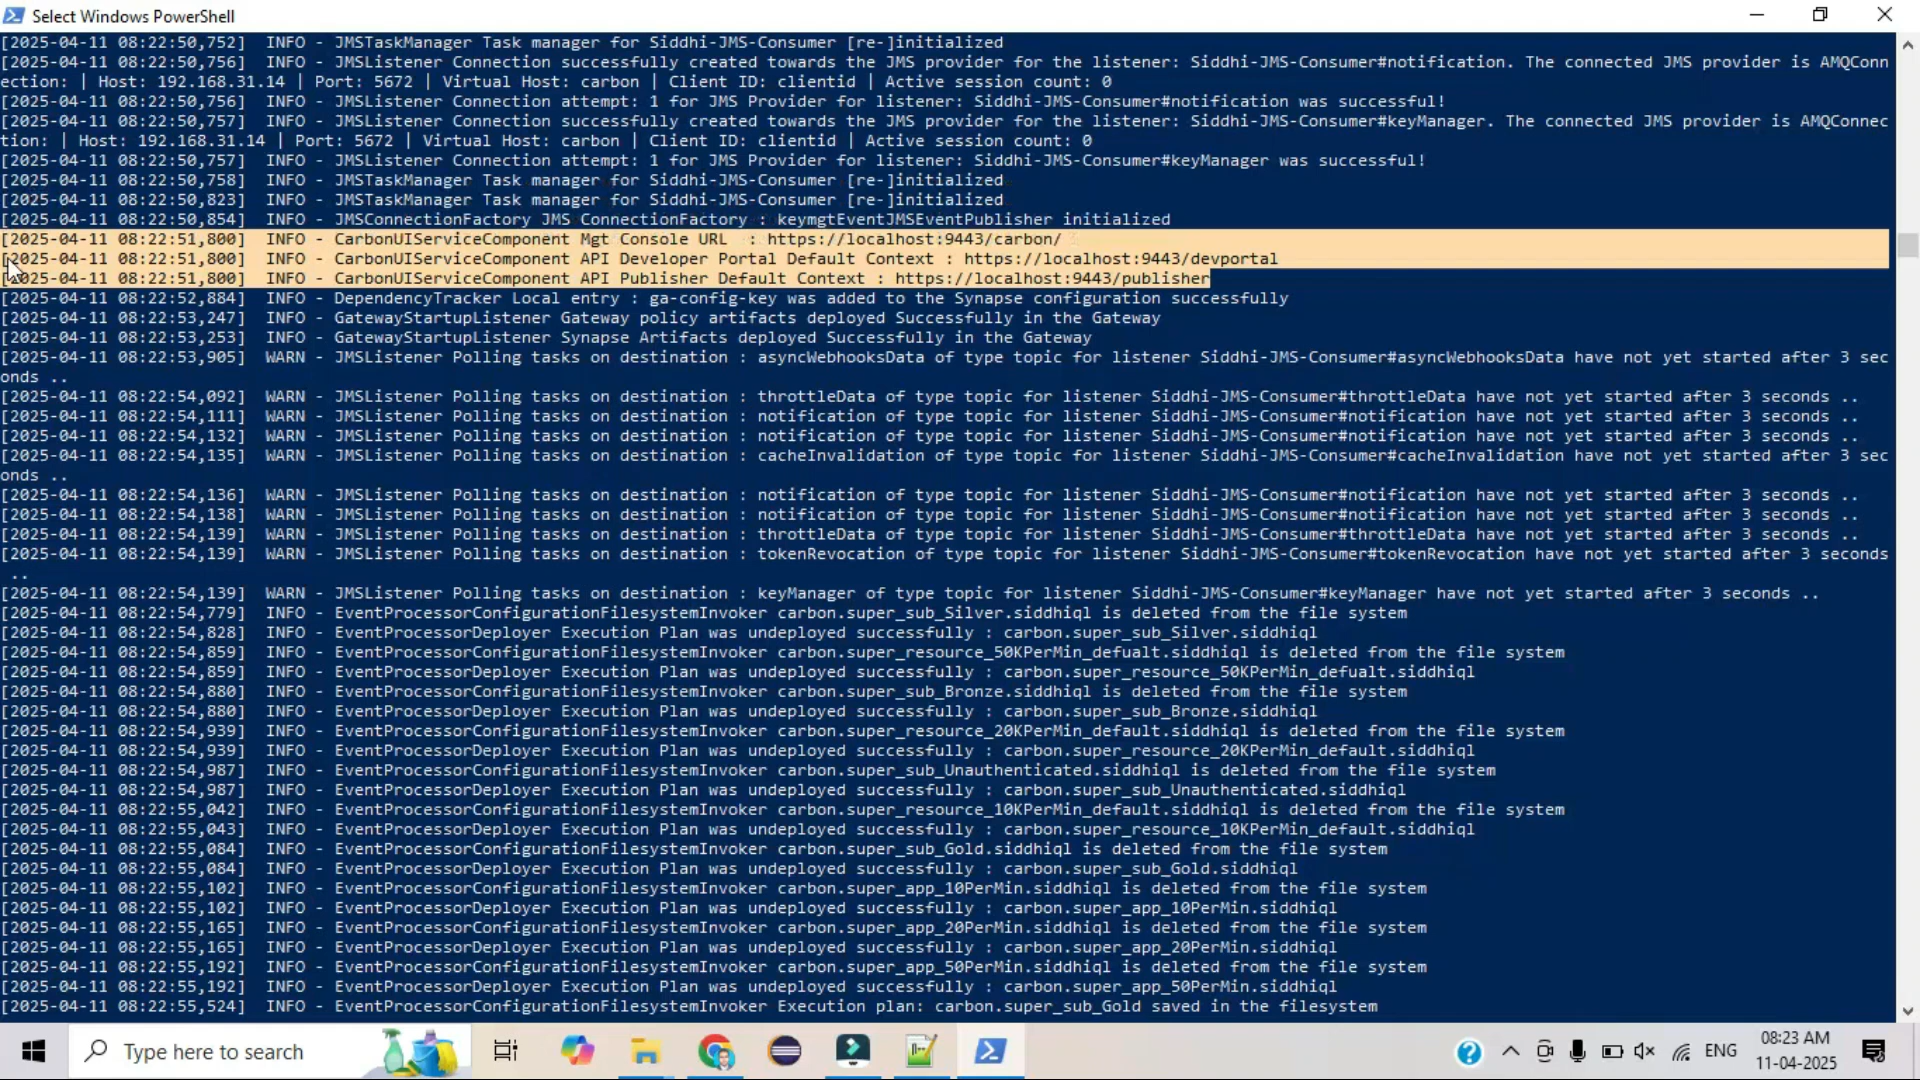 Select Windows PowerShell
[2025-04-11 08:22:50,752]  INFO - JMSTaskManager Task manager for Siddhi-JMS-Consumer [re-]initialized
[2025-04-11 08:22:50,756]  INFO - JMSListener Connection successfully created towards the JMS provider for the listener: Siddhi-JMS-Consumer#notification. The connected JMS provider is AMQConn
ection: | Host: 192.168.31.14 | Port: 5672 | Virtual Host: carbon | Client ID: clientid | Active session count: 0
[2025-04-11 08:22:50,756]  INFO - JMSListener Connection attempt: 1 for JMS Provider for listener: Siddhi-JMS-Consumer#notification was successful!
[2025-04-11 08:22:50,757]  INFO - JMSListener Connection successfully created towards the JMS provider for the listener: Siddhi-JMS-Consumer#keyManager. The connected JMS provider is AMQConnec
tion: | Host: 192.168.31.14 | Port: 5672 | Virtual Host: carbon | Client ID: clientid | Active session count: 0
[2025-04-11 08:22:50,757]  INFO - JMSListener Connection attempt: 1 for JMS Provider for listener: Siddhi-JMS-Consumer#keyManager was successful!
[2025-04-11 08:22:50,758]  INFO - JMSTaskManager Task manager for Siddhi-JMS-Consumer [re-]initialized
[2025-04-11 08:22:50,823]  INFO - JMSTaskManager Task manager for Siddhi-JMS-Consumer [re-]initialized
[2025-04-11 08:22:50,854]  INFO - JMSConnectionFactory JMS ConnectionFactory : keymgtEventJMSEventPublisher initialized
[2025-04-11 08:22:51,800]  INFO - CarbonUIServiceComponent Mgt Console URL  : https://localhost:9443/carbon/
[2025-04-11 08:22:51,800]  INFO - CarbonUIServiceComponent API Developer Portal Default Context : https://localhost:9443/devportal
[2025-04-11 08:22:51,800]  INFO - CarbonUIServiceComponent API Publisher Default Context : https://localhost:9443/publisher
[2025-04-11 08:22:52,884]  INFO - DependencyTracker Local entry : ga-config-key was added to the Synapse configuration successfully
[2025-04-11 08:22:53,247]  INFO - GatewayStartupListener Gateway policy artifacts deployed Successfully in the Gateway
[2025-04-11 08:22:53,253]  INFO - GatewayStartupListener Synapse Artifacts deployed Successfully in the Gateway
[2025-04-11 08:22:53,905]  WARN - JMSListener Polling tasks on destination : asyncWebhooksData of type topic for listener Siddhi-JMS-Consumer#asyncWebhooksData have not yet started after 3 sec
onds ..
[2025-04-11 08:22:54,092]  WARN - JMSListener Polling tasks on destination : throttleData of type topic for listener Siddhi-JMS-Consumer#throttleData have not yet started after 3 seconds ..
[2025-04-11 08:22:54,111]  WARN - JMSListener Polling tasks on destination : notification of type topic for listener Siddhi-JMS-Consumer#notification have not yet started after 3 seconds ..
[2025-04-11 08:22:54,132]  WARN - JMSListener Polling tasks on destination : notification of type topic for listener Siddhi-JMS-Consumer#notification have not yet started after 3 seconds ..
[2025-04-11 08:22:54,135]  WARN - JMSListener Polling tasks on destination : cacheInvalidation of type topic for listener Siddhi-JMS-Consumer#cacheInvalidation have not yet started after 3 sec
onds ..
[2025-04-11 08:22:54,136]  WARN - JMSListener Polling tasks on destination : notification of type topic for listener Siddhi-JMS-Consumer#notification have not yet started after 3 seconds ..
[2025-04-11 08:22:54,138]  WARN - JMSListener Polling tasks on destination : notification of type topic for listener Siddhi-JMS-Consumer#notification have not yet started after 3 seconds ..
[2025-04-11 08:22:54,139]  WARN - JMSListener Polling tasks on destination : throttleData of type topic for listener Siddhi-JMS-Consumer#throttleData have not yet started after 3 seconds ..
[2025-04-11 08:22:54,139]  WARN - JMSListener Polling tasks on destination : tokenRevocation of type topic for listener Siddhi-JMS-Consumer#tokenRevocation have not yet started after 3 seconds
..
[2025-04-11 08:22:54,139]  WARN - JMSListener Polling tasks on destination : keyManager of type topic for listener Siddhi-JMS-Consumer#keyManager have not yet started after 3 seconds ..
[2025-04-11 08:22:54,779]  INFO - EventProcessorConfigurationFilesystemInvoker carbon.super_sub_Silver.siddhiql is deleted from the file system
[2025-04-11 08:22:54,828]  INFO - EventProcessorDeployer Execution Plan was undeployed successfully : carbon.super_sub_Silver.siddhiql
[2025-04-11 08:22:54,859]  INFO - EventProcessorConfigurationFilesystemInvoker carbon.super_resource_50KPerMin_defualt.siddhiql is deleted from the file system
[2025-04-11 08:22:54,859]  INFO - EventProcessorDeployer Execution Plan was undeployed successfully : carbon.super_resource_50KPerMin_defualt.siddhiql
[2025-04-11 08:22:54,880]  INFO - EventProcessorConfigurationFilesystemInvoker carbon.super_sub_Bronze.siddhiql is deleted from the file system
[2025-04-11 08:22:54,880]  INFO - EventProcessorDeployer Execution Plan was undeployed successfully : carbon.super_sub_Bronze.siddhiql
[2025-04-11 08:22:54,939]  INFO - EventProcessorConfigurationFilesystemInvoker carbon.super_resource_20KPerMin_default.siddhiql is deleted from the file system
[2025-04-11 08:22:54,939]  INFO - EventProcessorDeployer Execution Plan was undeployed successfully : carbon.super_resource_20KPerMin_default.siddhiql
[2025-04-11 08:22:54,987]  INFO - EventProcessorConfigurationFilesystemInvoker carbon.super_sub_Unauthenticated.siddhiql is deleted from the file system
[2025-04-11 08:22:54,987]  INFO - EventProcessorDeployer Execution Plan was undeployed successfully : carbon.super_sub_Unauthenticated.siddhiql
[2025-04-11 08:22:55,042]  INFO - EventProcessorConfigurationFilesystemInvoker carbon.super_resource_10KPerMin_default.siddhiql is deleted from the file system
[2025-04-11 08:22:55,043]  INFO - EventProcessorDeployer Execution Plan was undeployed successfully : carbon.super_resource_10KPerMin_default.siddhiql
[2025-04-11 08:22:55,084]  INFO - EventProcessorConfigurationFilesystemInvoker carbon.super_sub_Gold.siddhiql is deleted from the file system
[2025-04-11 08:22:55,084]  INFO - EventProcessorDeployer Execution Plan was undeployed successfully : carbon.super_sub_Gold.siddhiql
[2025-04-11 08:22:55,102]  INFO - EventProcessorConfigurationFilesystemInvoker carbon.super_app_10PerMin.siddhiql is deleted from the file system
[2025-04-11 08:22:55,102]  INFO - EventProcessorDeployer Execution Plan was undeployed successfully : carbon.super_app_10PerMin.siddhiql
[2025-04-11 08:22:55,165]  INFO - EventProcessorConfigurationFilesystemInvoker carbon.super_app_20PerMin.siddhiql is deleted from the file system
[2025-04-11 08:22:55,165]  INFO - EventProcessorDeployer Execution Plan was undeployed successfully : carbon.super_app_20PerMin.siddhiql
[2025-04-11 08:22:55,192]  INFO - EventProcessorConfigurationFilesystemInvoker carbon.super_app_50PerMin.siddhiql is deleted from the file system
[2025-04-11 08:22:55,192]  INFO - EventProcessorDeployer Execution Plan was undeployed successfully : carbon.super_app_50PerMin.siddhiql
[2025-04-11 08:22:55,524]  INFO - EventProcessorConfigurationFilesystemInvoker Execution plan: carbon.super_sub_Gold saved in the filesystem
Type here to search
ENG
08:23 AM
11-04-2025